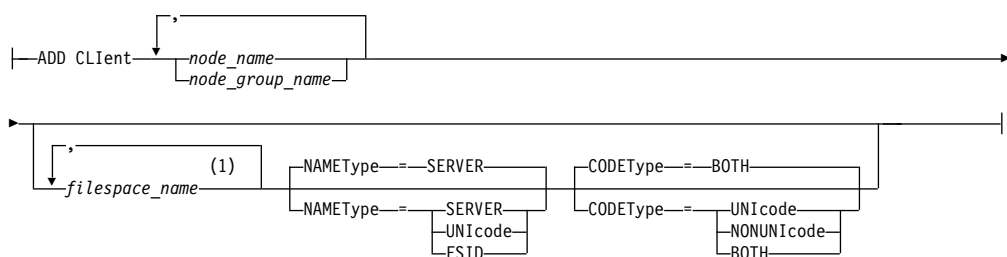 ,
ADD CLIent node_name
node_group_name
,
(1)
filespace_name
NAMEType = SERVER
NAMEType = SERVER
UNIcode
FSID
CODEType = BOTH
CODEType = UNIcode
NONUNIcode
BOTH